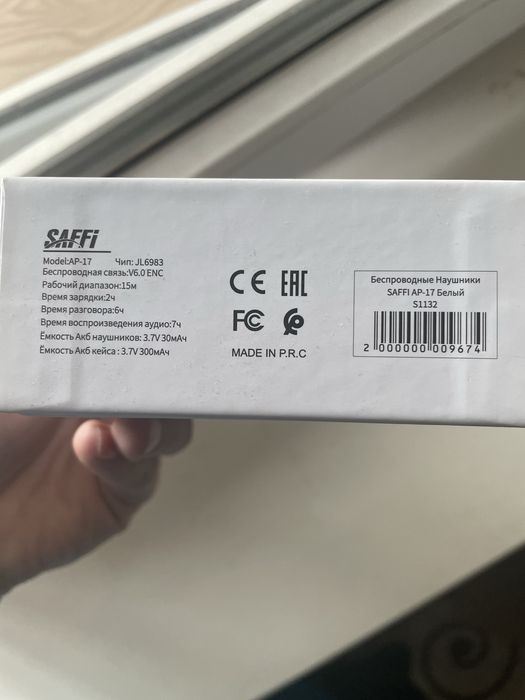 SAFFi
Model:AP-17 Чип: JL6983
Беспроводная связь:V6.0 ENC
Рабочий диапазон:15м
Время зарядки:2ч
Время разговора:6ч
Время воспроизведения аудио:7ч
Ёмкость Акб наушников: 3.7V 30мАч
Ёмкость Акб кейса : 3.7V 300мАч
CE EAC
FC
MADE IN P.R.C
Беспроводные Наушники
SAFFI AP-17 Белый
S1132
2 000000 009674